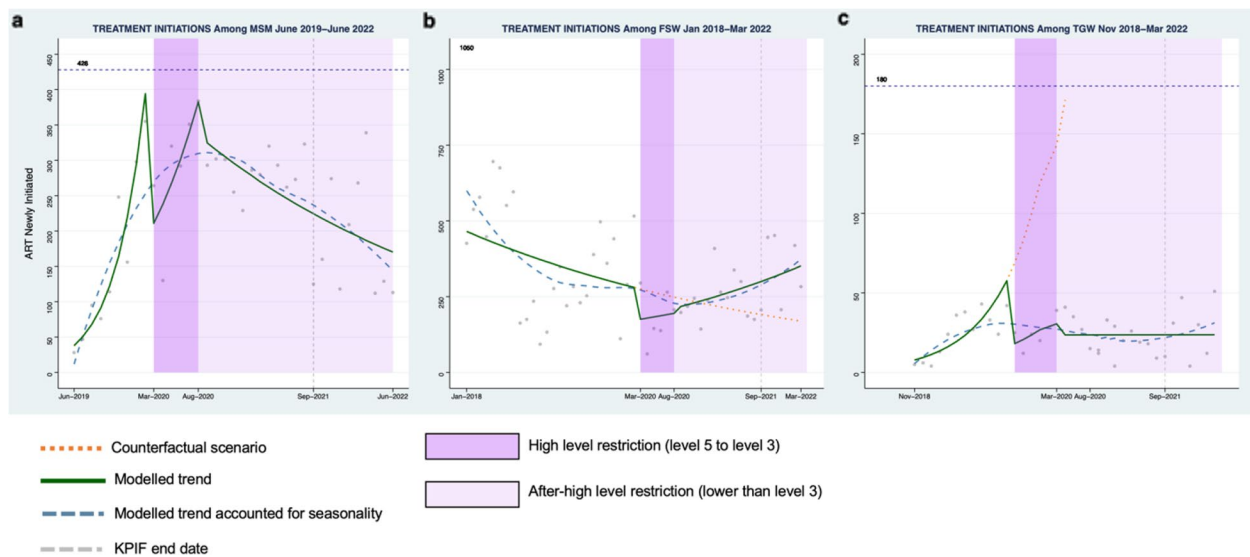 a
TREATMENT INITIATIONS Among MSM June 2019–June 2022
ART Newly Initiated
450
400
350
300
250
200
150
100
50
0
426
Jun–2019
Mar–2020
Aug–2020
Sep–2021
Jun–2022
b
TREATMENT INITIATIONS Among FSW Jan 2018–Mar 2022
1050
1000
750
500
250
0
Jan–2018
Mar–2020
Aug–2020
Sep–2021
Mar–2022
c
TREATMENT INITIATIONS Among TGW Nov 2018–Mar 2022
200
180
150
100
50
0
Nov–2018
Mar–2020
Aug–2020
Sep–2021
Counterfactual scenario
Modelled trend
Modelled trend accounted for seasonality
KPIF end date
High level restriction (level 5 to level 3)
After-high level restriction (lower than level 3)